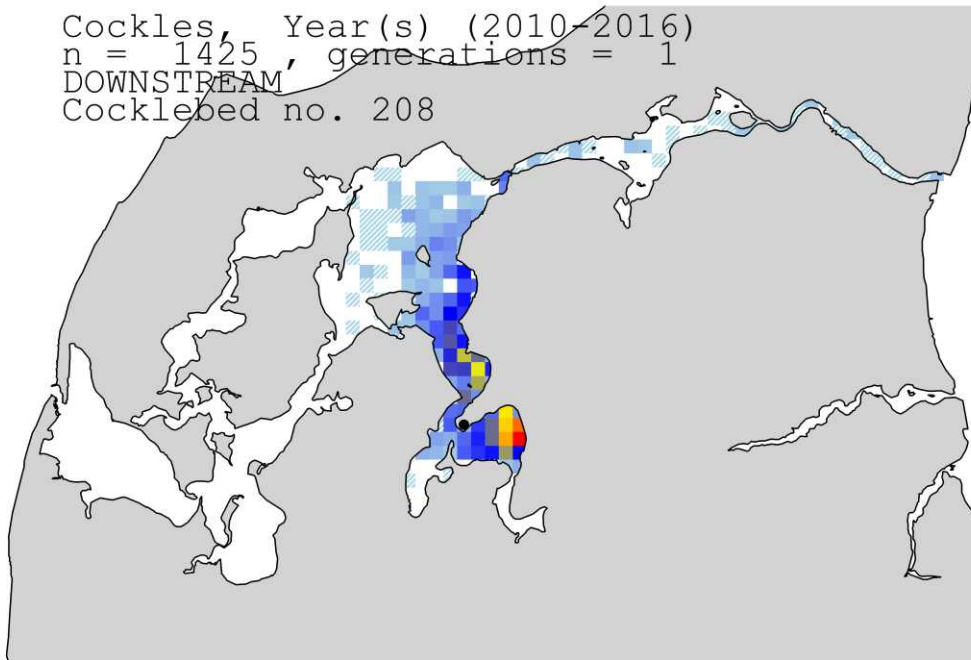 Cockles, Year(s) (2010-2016)
n = 1425 , generations = 1
DOWNSTREAM
Cocklebed no. 208